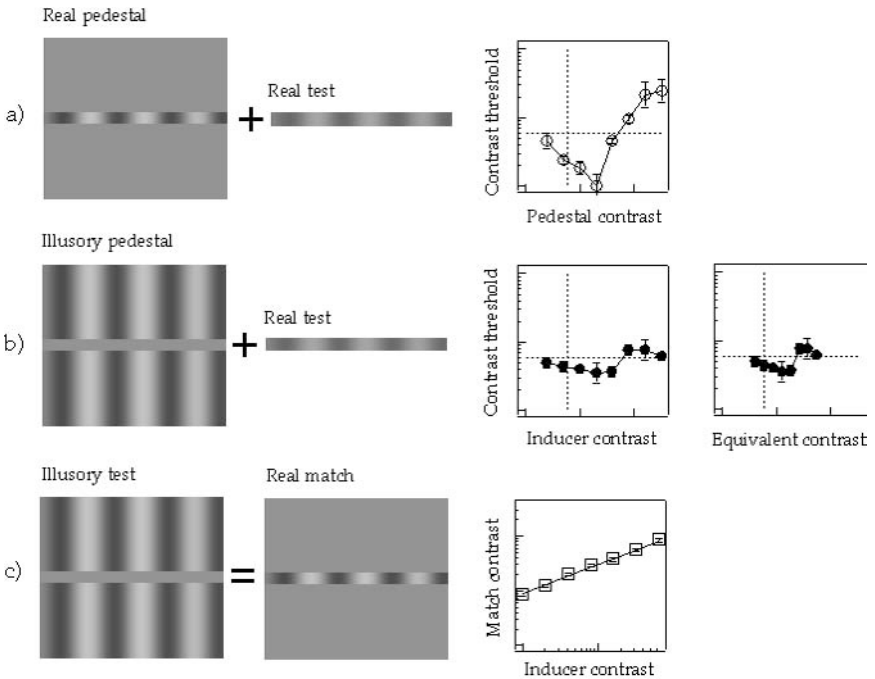 Real pedestal
a)
Real test
Contrast threshold
Pedestal contrast
Illusory pedestal
b)
Real test
Contrast threshold
Inducer contrast
Equivalent contrast
Illusory test
Real match
c)
Match contrast
Inducer contrast